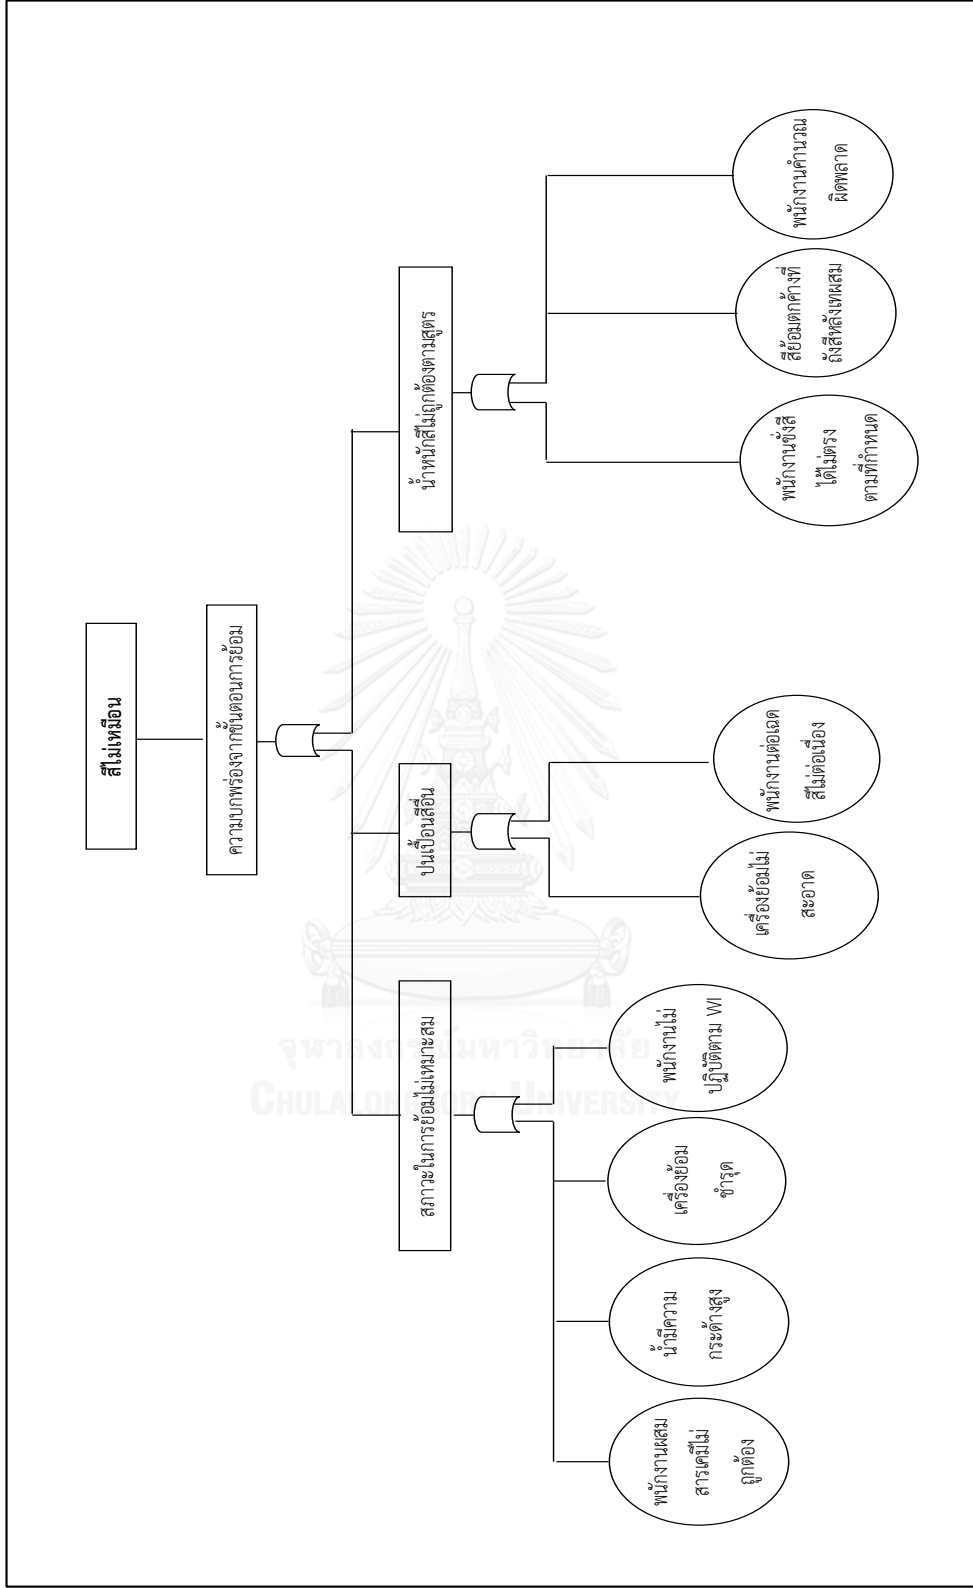 สีไม่เหมือน
ความบกพร่องจากขั้นตอนการย้อม
สภาวะในการย้อมไม่เหมาะสม
ปนเปื้อนสีอื่น
น้ำหนักสีไม่ถูกต้องตามสูตร
พนักงานผสม
สารเคมีไม่
ถูกต้อง
น้ำมีความ
กระด้างสูง
เครื่องย้อม
ชำรุด
พนักงานไม่
ปฏิบัติตาม WI
เครื่องย้อมไม่
สะอาด
พนักงานต่อเฉด
สีไม่ต่อเนื่อง
พนักงานชั่งสี
ได้ไม่ตรง
ตามที่กำหนด
สีย้อมตกค้างที่
ถังสีหลังเทผสม
พนักงานคำนวณ
ผิดพลาด
จุฬาลงกรณ์มหาวิทยาลัย
CHULALONGKORN UNIVERSITY